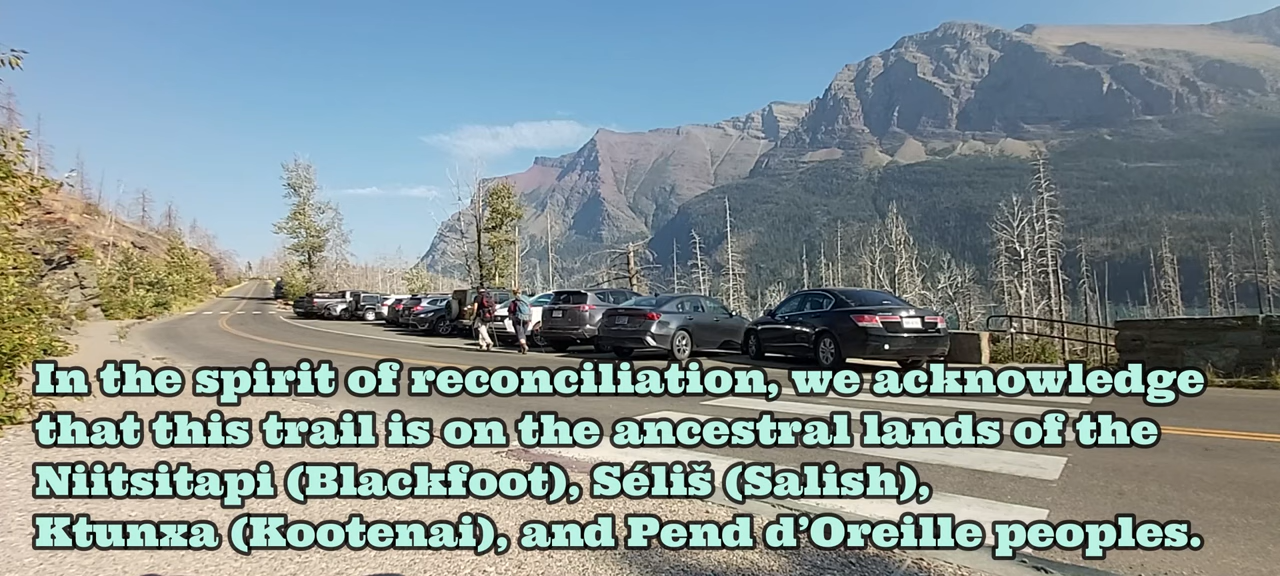 In the spirit of reconciliation, we acknowledge
that this trail is on the ancestral lands of the
Niitsitapi (Blackfoot), Séliš (Salish),
Ktunxa (Kootenai), and Pend d’Oreille peoples.